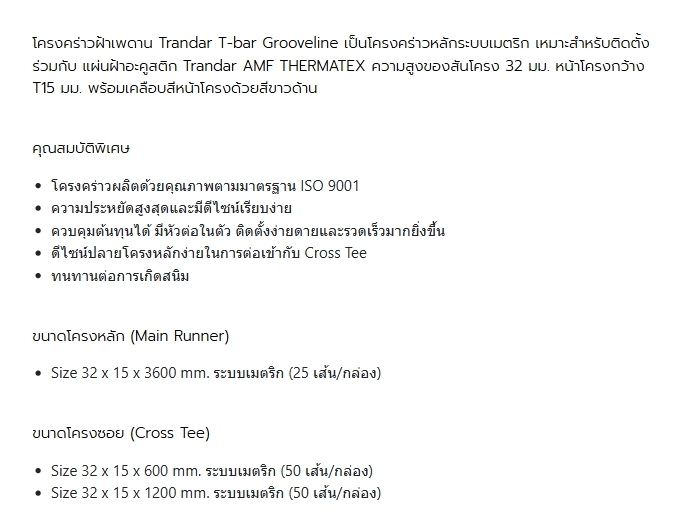 โครงคร่าวฝ้าเพดาน Trandar T-bar Grooveline เป็นโครงคร่าวหลักระบบเมตริก เหมาะสำหรับติดตั้ง
ร่วมกับ แผ่นฝ้าอะคูสติก Trandar AMF THERMATEX ความสูงของสันโครง 32 มม. หน้าโครงกว้าง
T15 มม. พร้อมเคลือบสีหน้าโครงด้วยสีขาวด้าน
คุณสมบัติพิเศษ
• โครงคร่าวผลิตด้วยคุณภาพตามมาตรฐาน ISO 9001
• ความประหยัดสูงสุดและมีดีไซน์เรียบง่าย
• ควบคุมต้นทุนได้ มีหัวต่อในตัว ติดตั้งง่ายดายและรวดเร็วมากยิ่งขึ้น
• ดีไซน์ปลายโครงหลักง่ายในการต่อเข้ากับ Cross Tee
• ทนทานต่อการเกิดสนิม
ขนาดโครงหลัก (Main Runner)
• Size 32 x 15 x 3600 mm. ระบบเมตริก (25 เส้น/กล่อง)
ขนาดโครงซอย (Cross Tee)
• Size 32 x 15 x 600 mm. ระบบเมตริก (50 เส้น/กล่อง)
• Size 32 x 15 x 1200 mm. ระบบเมตริก (50 เส้น/กล่อง)